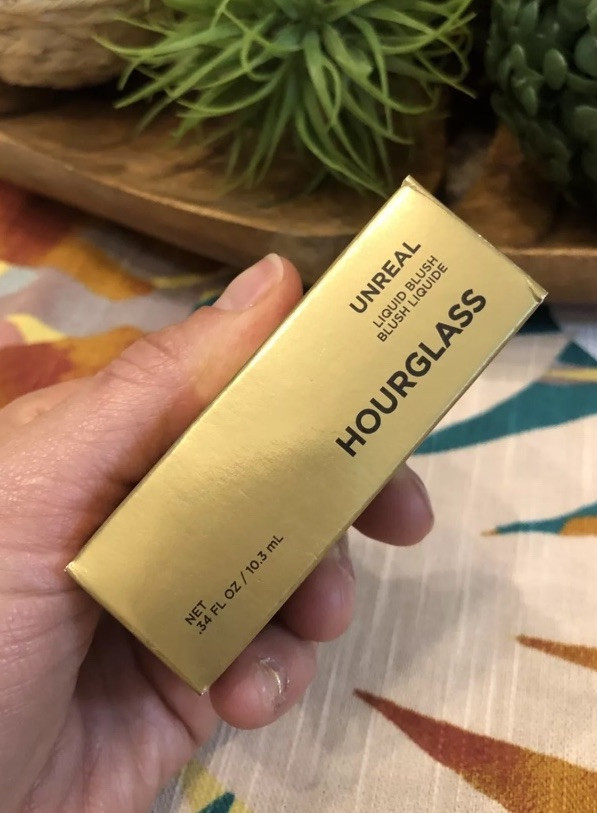 UNREAL
LIQUID BLUSH
BLUSH LIQUIDE
HOURGLASS
NET
.34 FL OZ / 10.3 mL